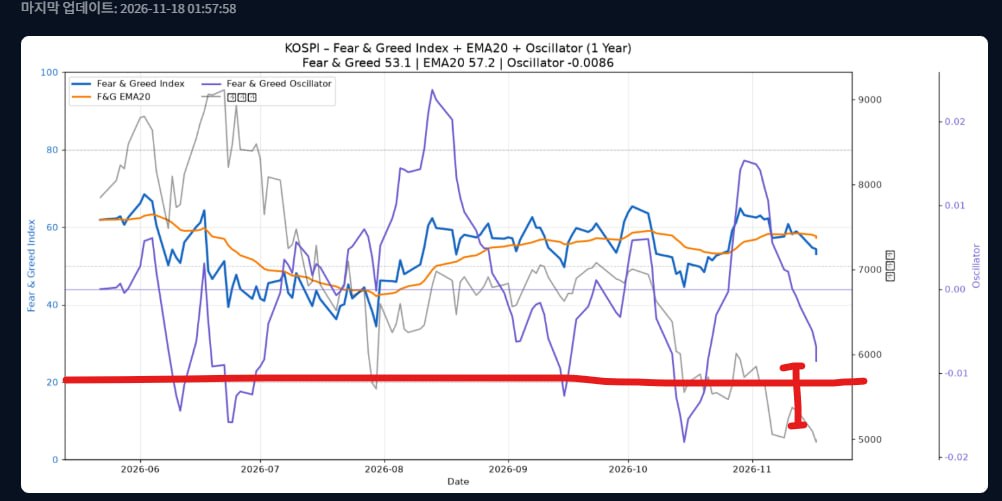 마지막 업데이트: 2026-11-18 01:57:58
KOSPI – Fear & Greed Index + EMA20 + Oscillator (1 Year)
Fear & Greed 53.1 | EMA20 57.2 | Oscillator -0.0086
Fear & Greed Index
F&G EMA20
Fear & Greed Oscillator
100
80
60
40
20
0
Fear & Greed Index
9000
8000
7000
6000
5000
0.02
0.01
0.00
-0.01
-0.02
Oscillator
2026-06
2026-07
2026-08
2026-09
2026-10
2026-11
Date